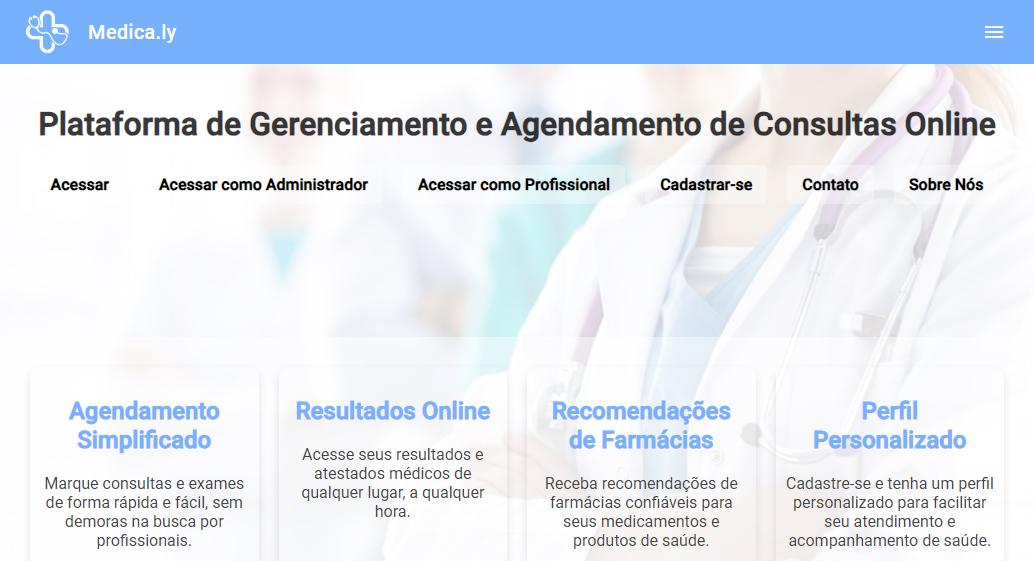 Medica.ly
Plataforma de Gerenciamento e Agendamento de Consultas Online
Acessar
Acessar como Administrador
Acessar como Profissional
Cadastrar-se
Contato
Sobre Nós
Agendamento
Simplificado
Marque consultas e exames
de forma rápida e fácil, sem
demoras na busca por
profissionais.
Resultados Online
Acesse seus resultados e
atestados médicos de
qualquer lugar, a qualquer
hora.
Recomendações
de Farmácias
Receba recomendações de
farmácias confiáveis para
seus medicamentos e
produtos de saúde.
Perfil
Personalizado
Cadastre-se e tenha um perfil
personalizado para facilitar
seu atendimento e
acompanhamento de saúde.